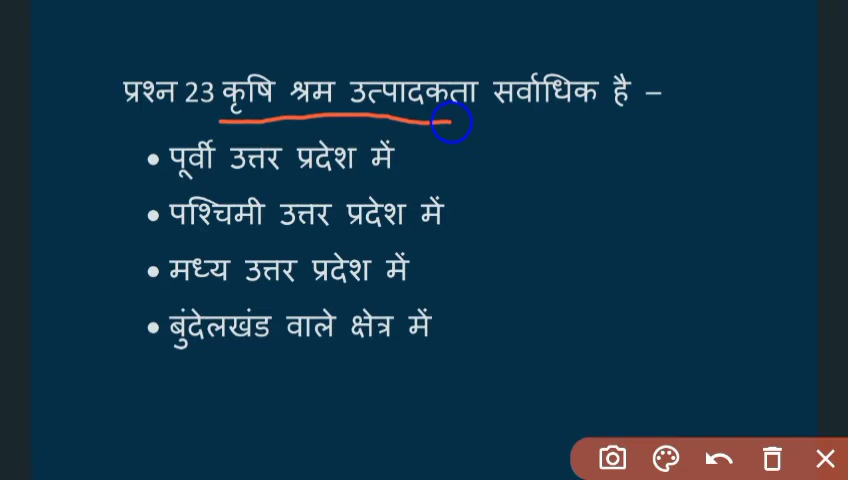 प्रश्न 23 कृषि श्रम उत्पादकता सर्वाधिक है –
• पूर्वी उत्तर प्रदेश में
• पश्चिमी उत्तर प्रदेश में
• मध्य उत्तर प्रदेश में
• बुंदेलखंड वाले क्षेत्र में